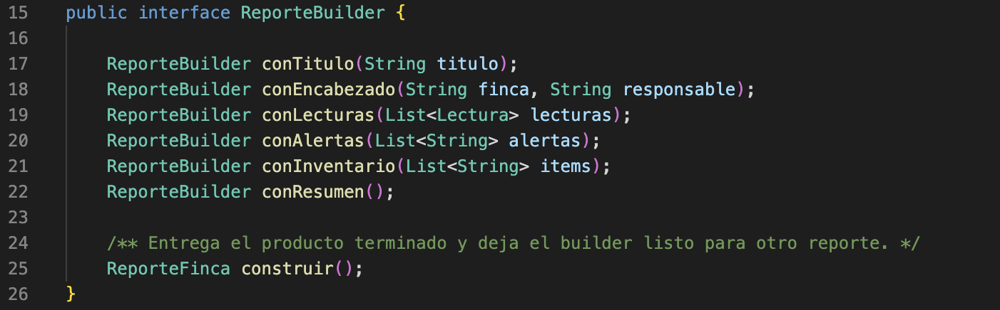 15 public interface ReporteBuilder {
16
17 ReporteBuilder conTitulo(String titulo);
18 ReporteBuilder conEncabezado(String finca, String responsable);
19 ReporteBuilder conLecturas(List<Lectura> lecturas);
20 ReporteBuilder conAlertas(List<String> alertas);
21 ReporteBuilder conInventario(List<String> items);
22 ReporteBuilder conResumen();
23
24 /** Entrega el producto terminado y deja el builder listo para otro reporte. */
25 ReporteFinca construir();
26 }